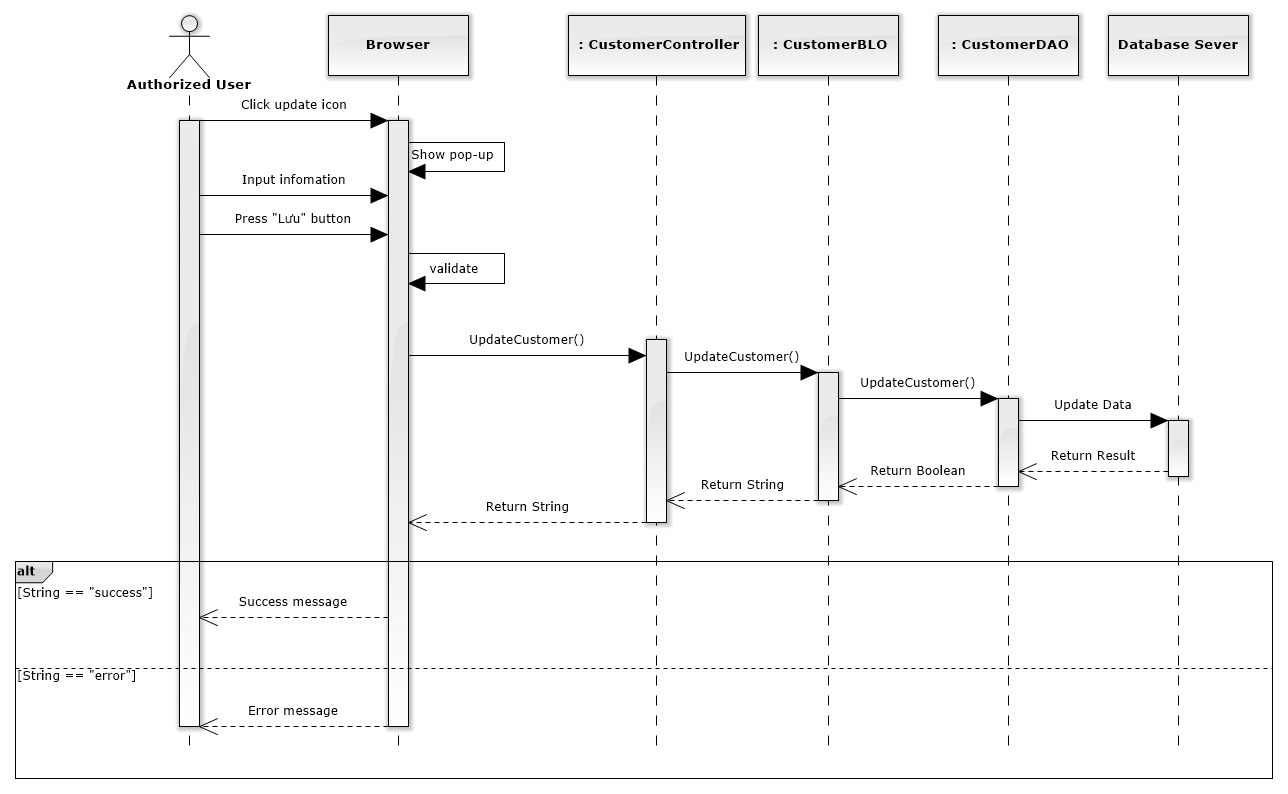 Browser
: CustomerController
: CustomerBLO
: CustomerDAO
Database Sever
Authorized User
Click update icon
Show pop-up
Input infomation
Press "Lưu" button
validate
UpdateCustomer()
UpdateCustomer()
UpdateCustomer()
Update Data
Return Result
Return Boolean
Return String
Return String
alt
[String == "success"]
Success message
[String == "error"]
Error message